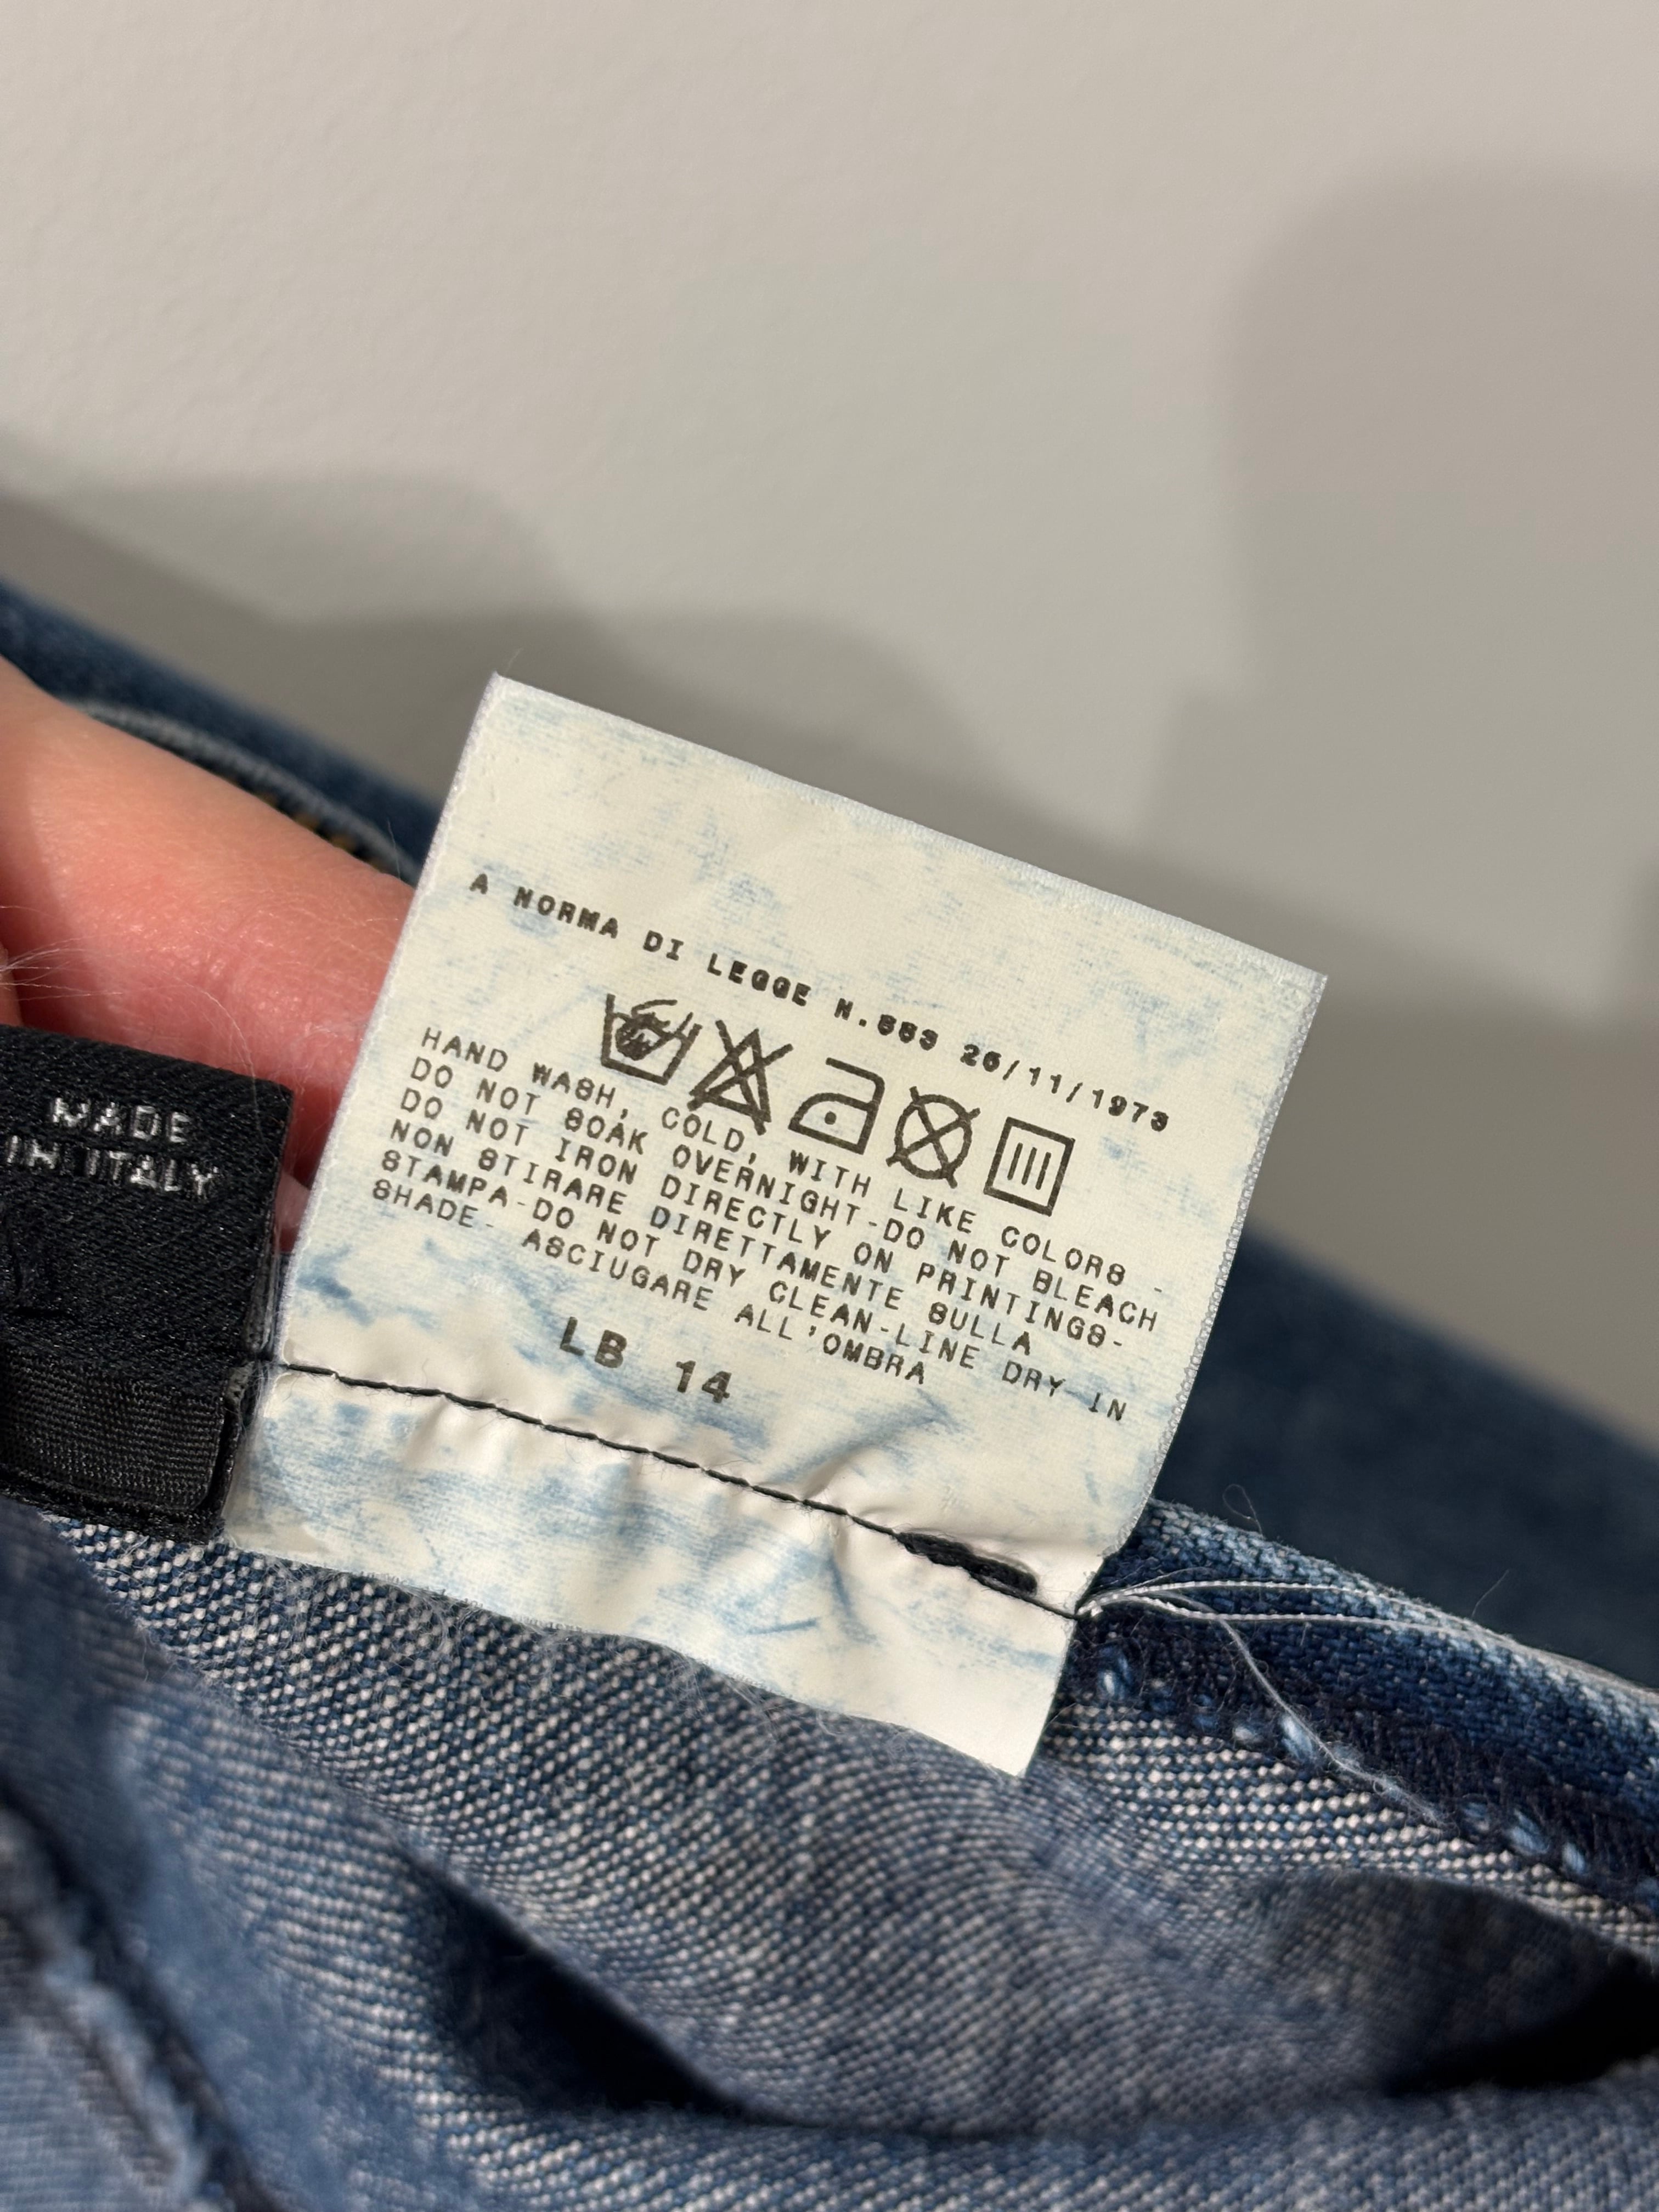 A NORMA DI LEGGE N.883 26/11/1973
HAND WASH, COLD, WITH LIKE COLORS -
DO NOT SOAK OVERNIGHT-DO NOT BLEACH
DO NOT IRON DIRECTLY ON PRINTINGS-
NON STIRARE DIRETTAMENTE SULLA
STAMPA-DO NOT DRY CLEAN-LINE DRY IN
SHADE- ASCIUGARE ALL'OMBRA
LB 14
MADE
IN ITALY